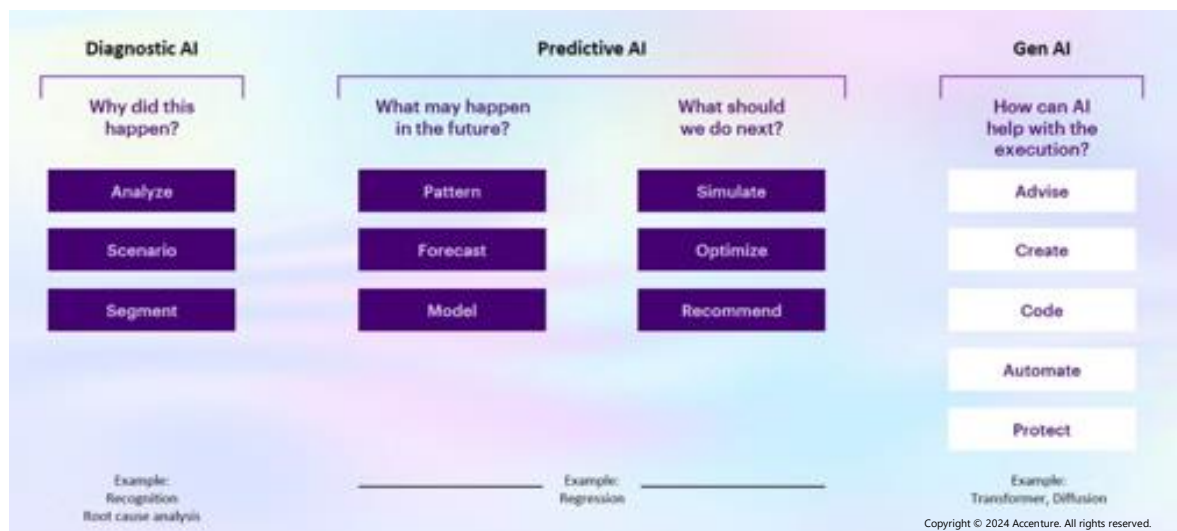 Diagnostic AI
Why did this
happen?
Analyze
Scenario
Segment
Example:
Recognition
Root cause analysis
Predictive AI
What may happen
in the future?
Pattern
Forecast
Model
What should
we do next?
Simulate
Optimize
Recommend
Example:
Regression
Gen AI
How can AI
help with the
execution?
Advise
Create
Code
Automate
Protect
Example:
Transformer, Diffusion
Copyright © 2024 Accenture. All rights reserved.